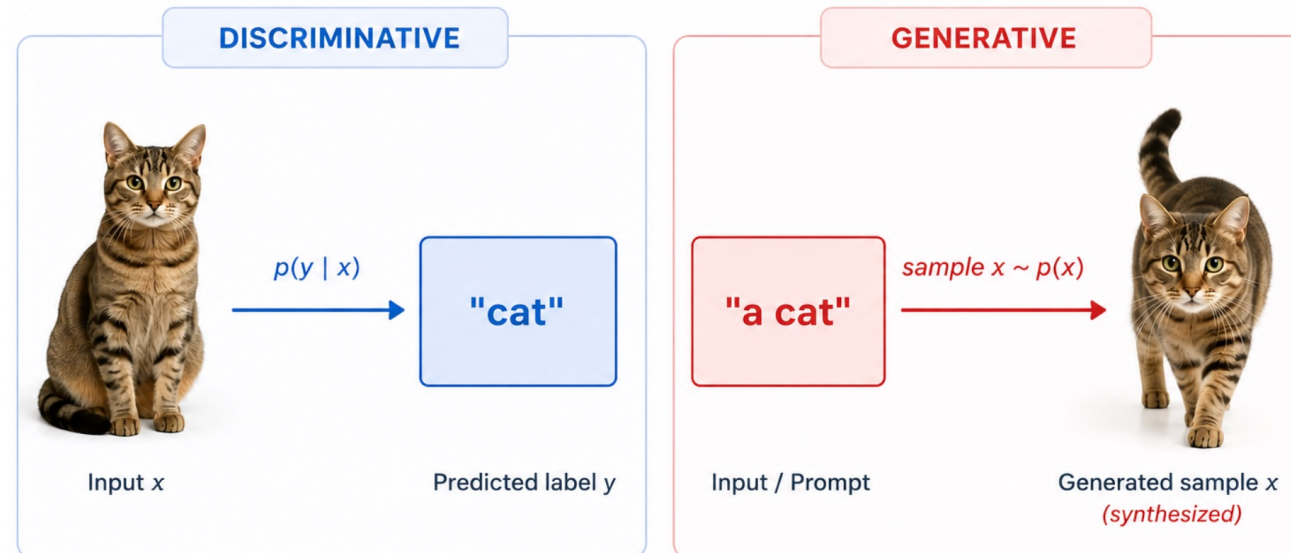 DISCRIMINATIVE
p(y | x)
"cat"
Input x
Predicted label y
GENERATIVE
"a cat"
sample x ~ p(x)
Input / Prompt
Generated sample x
(synthesized)